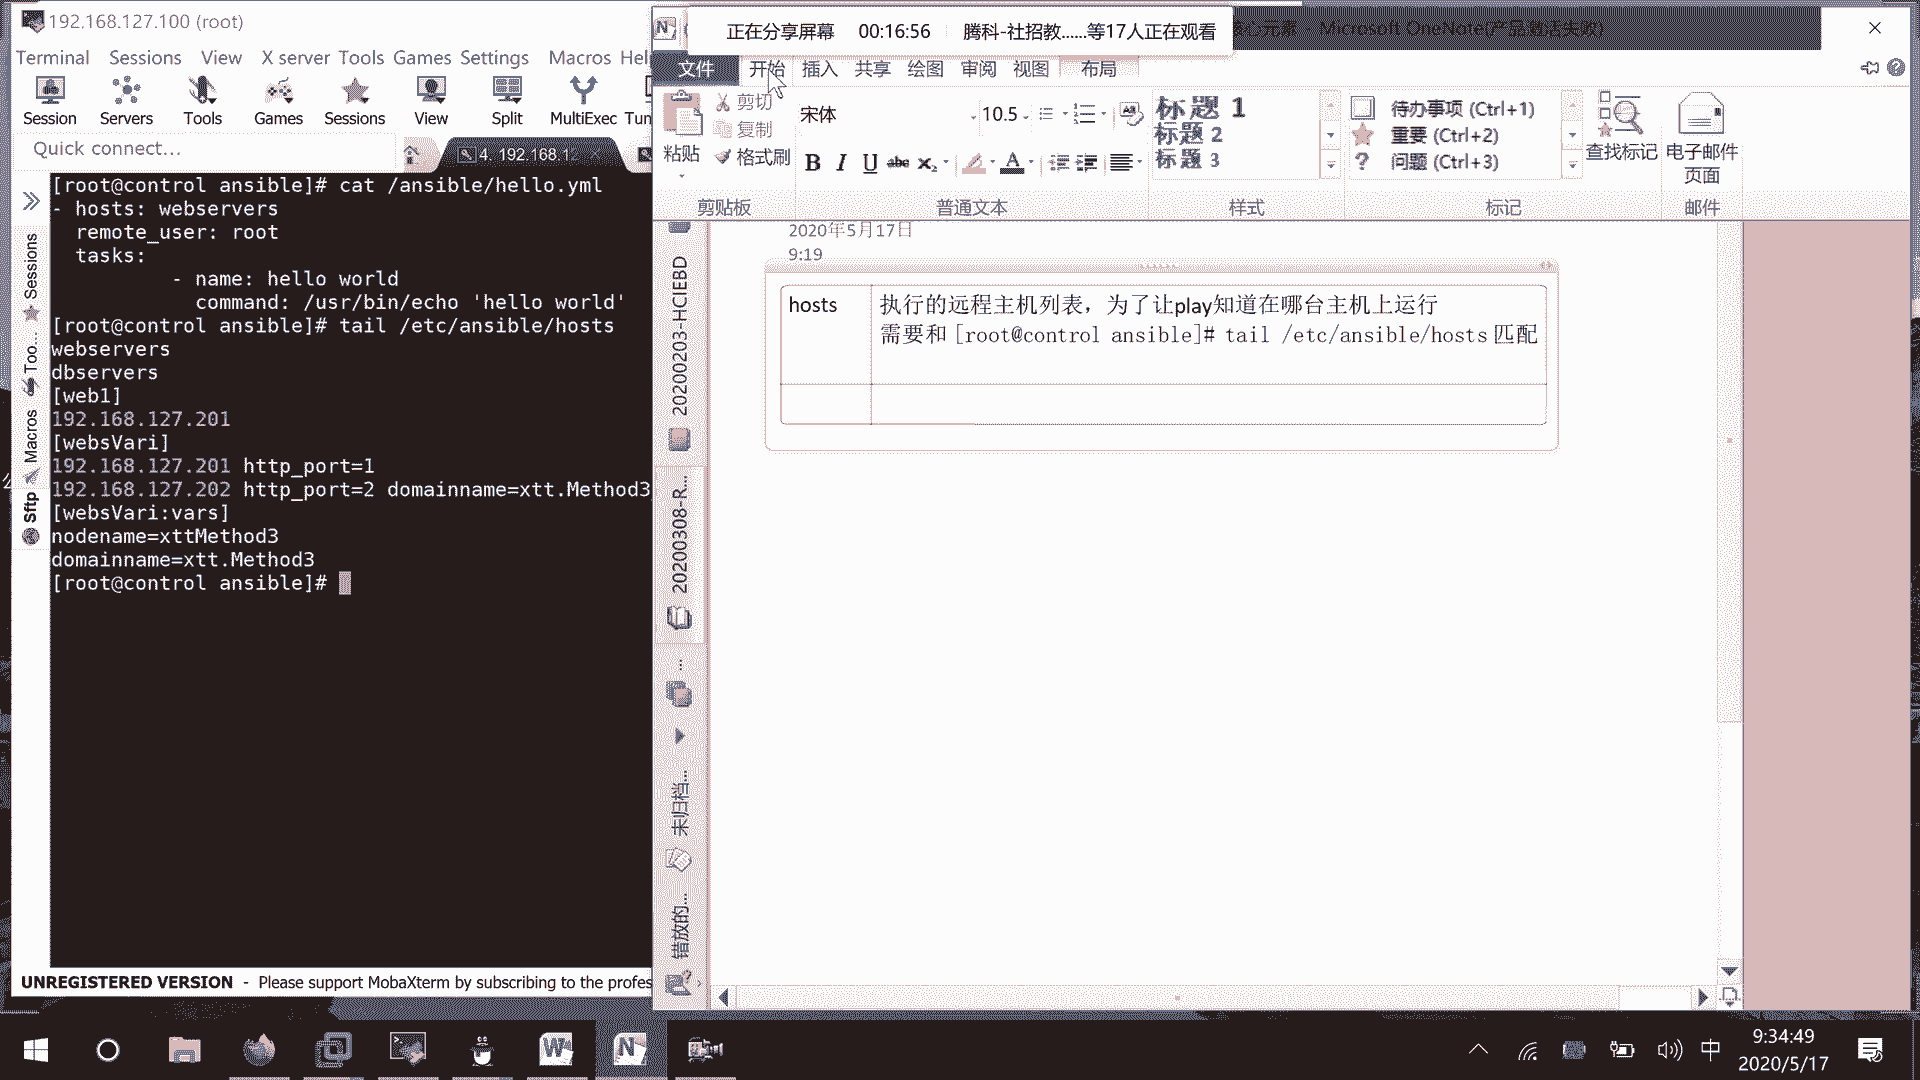 192.168.127.100 (root)
Terminal Sessions View X server Tools Games Settings Macros Hel
Session Servers Tools Games Sessions View Split MultiExec Tun
Quick connect...
4. 192.168.12
[root@control ansible]# cat /ansible/hello.yml
- hosts: webservers
remote_user: root
tasks:
- name: hello world
command: /usr/bin/echo 'hello world'
[root@control ansible]# tail /etc/ansible/hosts
webservers
dbservers
[web1]
192.168.127.201
[websVari]
192.168.127.201 http_port=1
192.168.127.202 http_port=2 domainname=xtt.Method3
[websVari:vars]
nodename=xttMethod3
domainname=xtt.Method3
[root@control ansible]#
Sessions
Too...
Macros
Sftp
UNREGISTERED VERSION - Please support MobaXterm by subscribing to the profes
正在分享屏幕 00:16:56 腾科-社招教......等17人正在观看
心元素 - Microsoft OneNote(产品激活失败)
文件 开始 插入 共享 绘图 审阅 视图 布局
粘贴
剪切
复制
格式刷
剪贴板
宋体 10.5
B I U abc x₂ A
普通文本
标题 1
标题 2
标题 3
样式
待办事项 (Ctrl+1)
重要 (Ctrl+2)
问题 (Ctrl+3)
标记
查找标记
电子邮件
页面
邮件
2020年5月17日
9:19
hosts
执行的远程主机列表，为了让play知道在哪台主机上运行
需要和 [root@control ansible]# tail /etc/ansible/hosts 匹配
20200203-HCIEBD
20200308-R...
...
未归档...
错放的...
中
9:34:49
2020/5/17